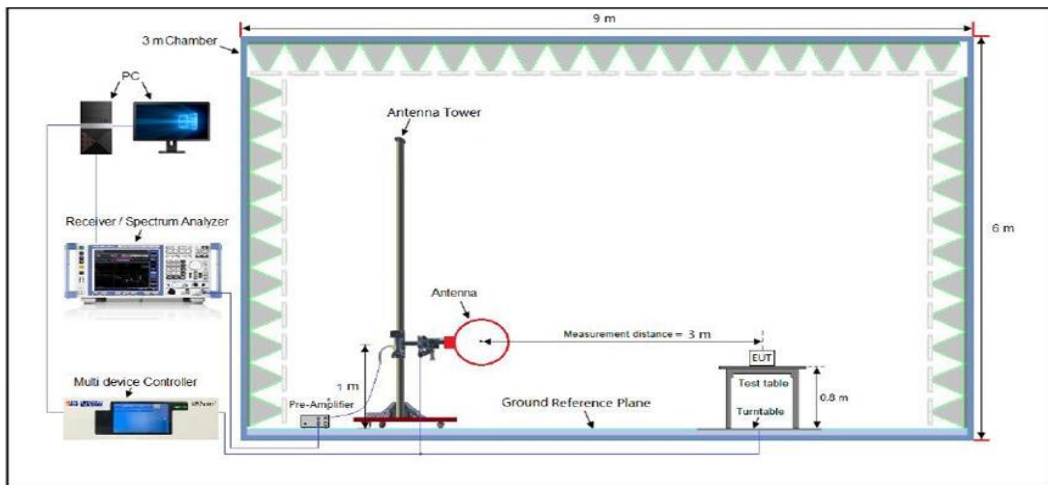 9 m
3 m Chamber
PC
Antenna Tower
Receiver / Spectrum Analyzer
6 m
Antenna
Measurement distance = 3 m
EUT
1 m
Multi device Controller
Test table
0.8 m
Pre-Amplifier
Ground Reference Plane
Turntable